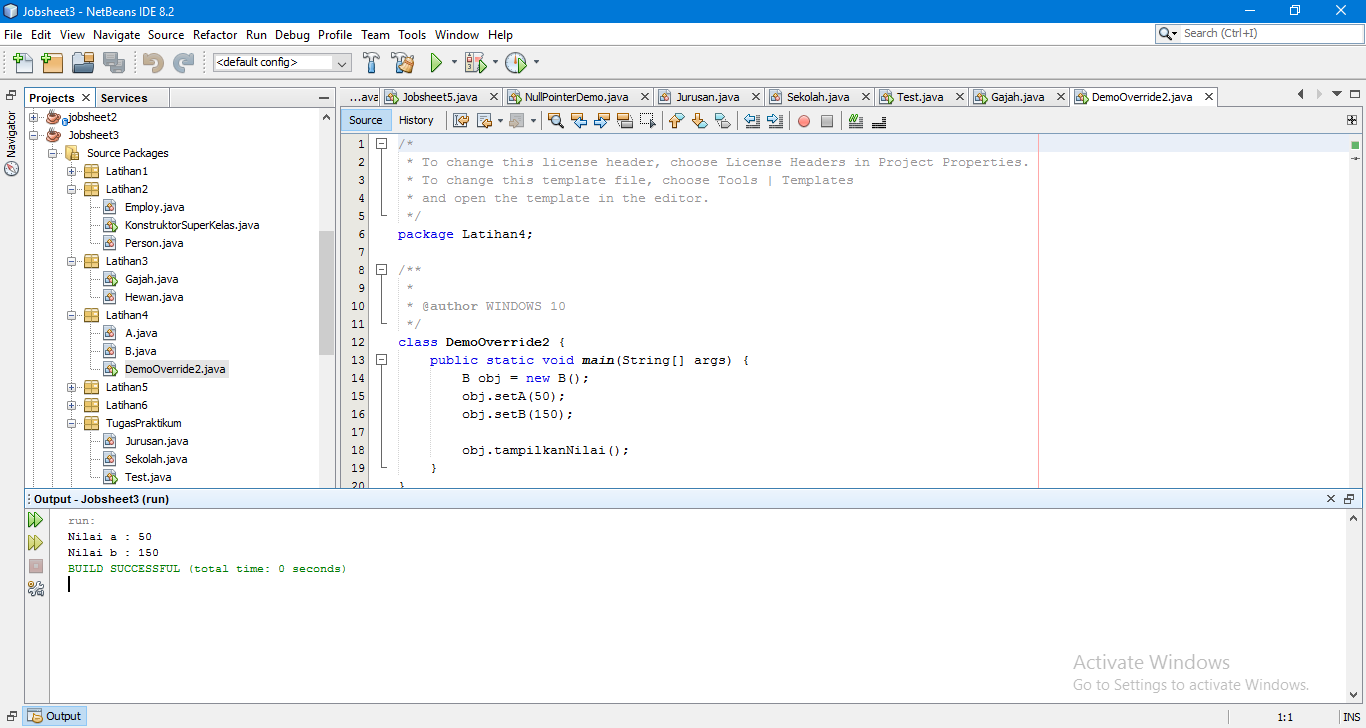 Jobsheet3 - NetBeans IDE 8.2
File Edit View Navigate Source Refactor Run Debug Profile Team Tools Window Help
Search (Ctrl+I)
<default config>
Projects
Services
Navigator
jobsheet2
Jobsheet3
Source Packages
Latihan1
Latihan2
Employ.java
KonstruktorSuperKelas.java
Person.java
Latihan3
Gajah.java
Hewan.java
Latihan4
A.java
B.java
DemoOverride2.java
Latihan5
Latihan6
TugasPraktikum
Jurusan.java
Sekolah.java
Test.java
...ava Jobsheet5.java NullPointerDemo.java Jurusan.java Sekolah.java Test.java Gajah.java DemoOverride2.java
Source History
1 /*
2 * To change this license header, choose License Headers in Project Properties.
3 * To change this template file, choose Tools | Templates
4 * and open the template in the editor.
5 */
6 package Latihan4;
7
8 /**
9 *
10 * @author WINDOWS 10
11 */
12 class DemoOverride2 {
13 public static void main(String[] args) {
14 B obj = new B();
15 obj.setA(50);
16 obj.setB(150);
17
18 obj.tampilkanNilai();
19 }
20 }
Output - Jobsheet3 (run)
run:
Nilai a : 50
Nilai b : 150
BUILD SUCCESSFUL (total time: 0 seconds)
Activate Windows
Go to Settings to activate Windows.
Output
1:1
INS